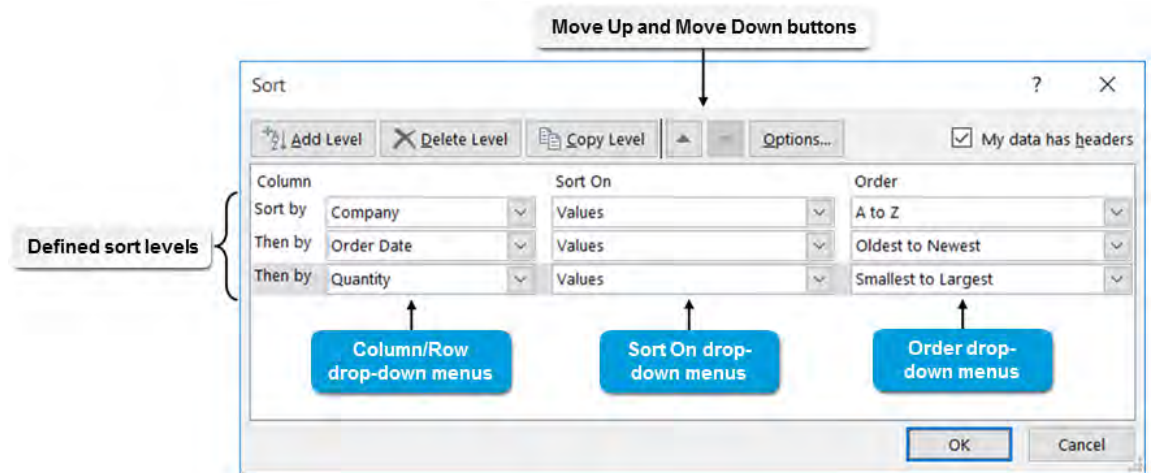 Move Up and Move Down buttons
Sort ? ×
Add Level Delete Level Copy Level Options... My data has headers
Column Sort On Order
Sort by Company Values A to Z
Then by Order Date Values Oldest to Newest
Then by Quantity Values Smallest to Largest
Defined sort levels
Column/Row
drop-down menus
Sort On drop-
down menus
Order drop-
down menus
OK Cancel